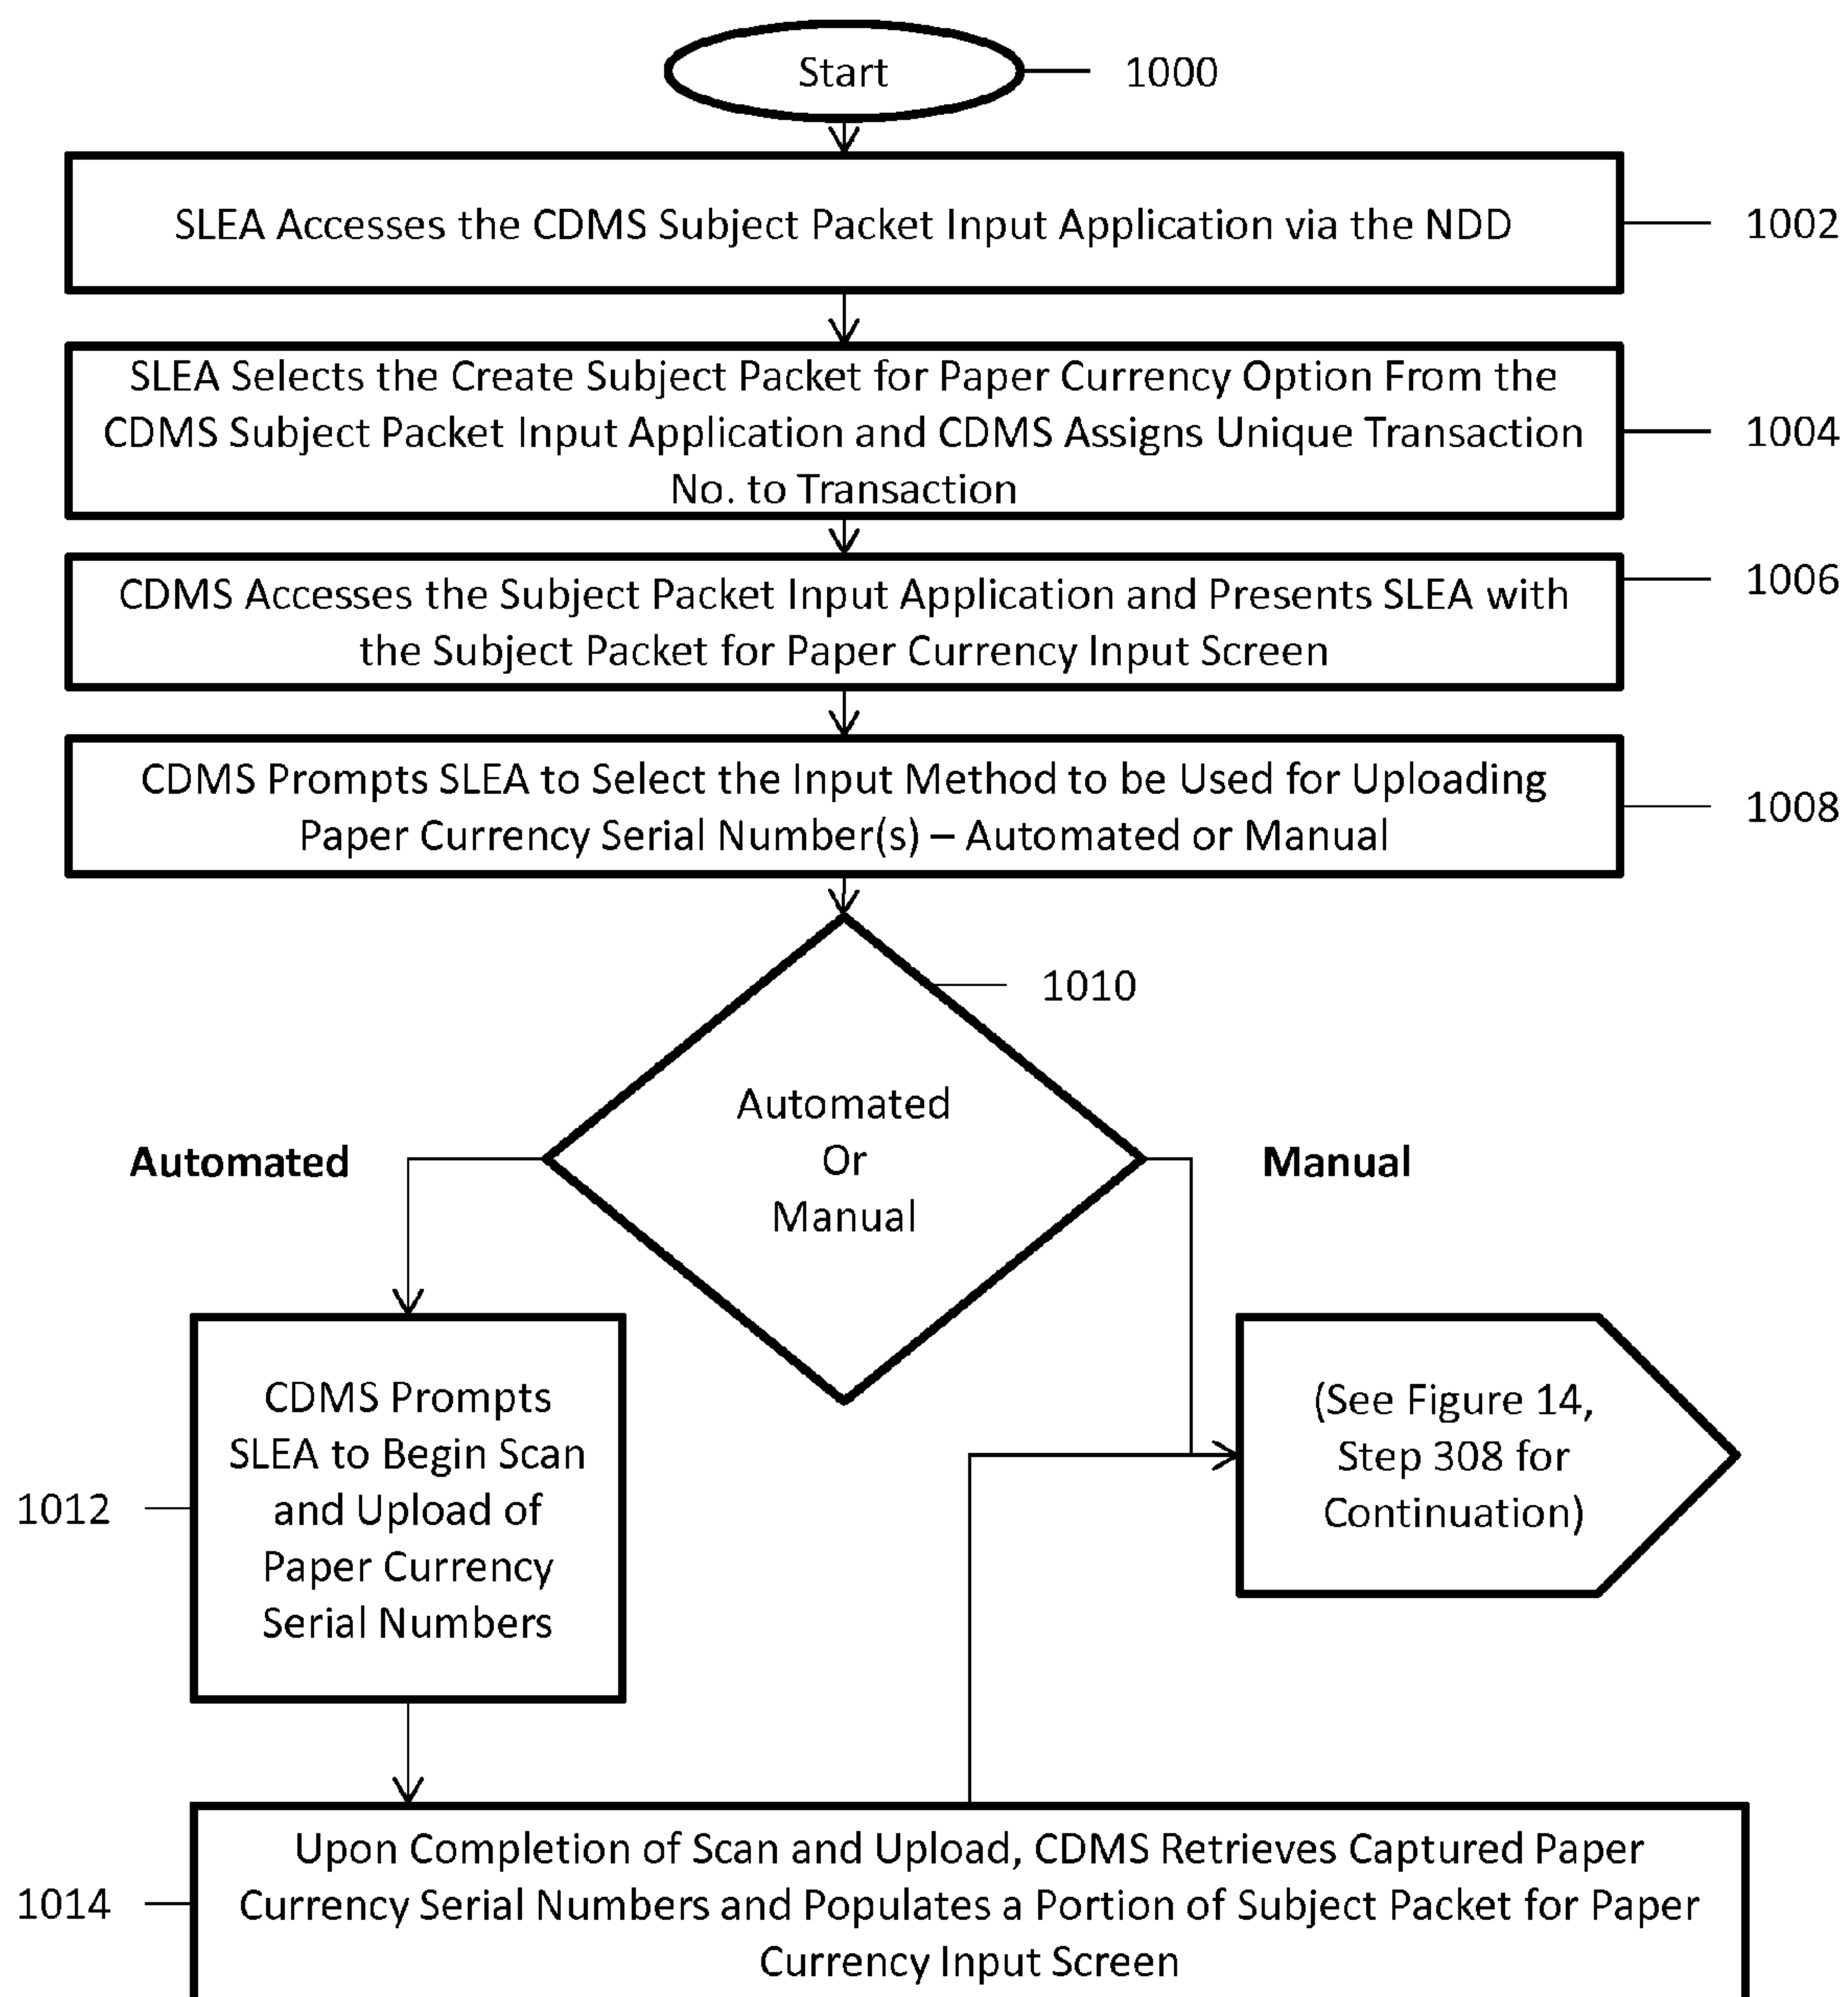 Start
1000
SLEA Accesses the CDMS Subject Packet Input Application via the NDD
1002
SLEA Selects the Create Subject Packet for Paper Currency Option From the
CDMS Subject Packet Input Application and CDMS Assigns Unique Transaction
No. to Transaction
1004
CDMS Accesses the Subject Packet Input Application and Presents SLEA with
the Subject Packet for Paper Currency Input Screen
1006
CDMS Prompts SLEA to Select the Input Method to be Used for Uploading
Paper Currency Serial Number(s) – Automated or Manual
1008
1010
Automated
Or
Manual
Automated
Manual
CDMS Prompts
SLEA to Begin Scan
and Upload of
Paper Currency
Serial Numbers
1012
(See Figure 14,
Step 308 for
Continuation)
Upon Completion of Scan and Upload, CDMS Retrieves Captured Paper
Currency Serial Numbers and Populates a Portion of Subject Packet for Paper
Currency Input Screen
1014